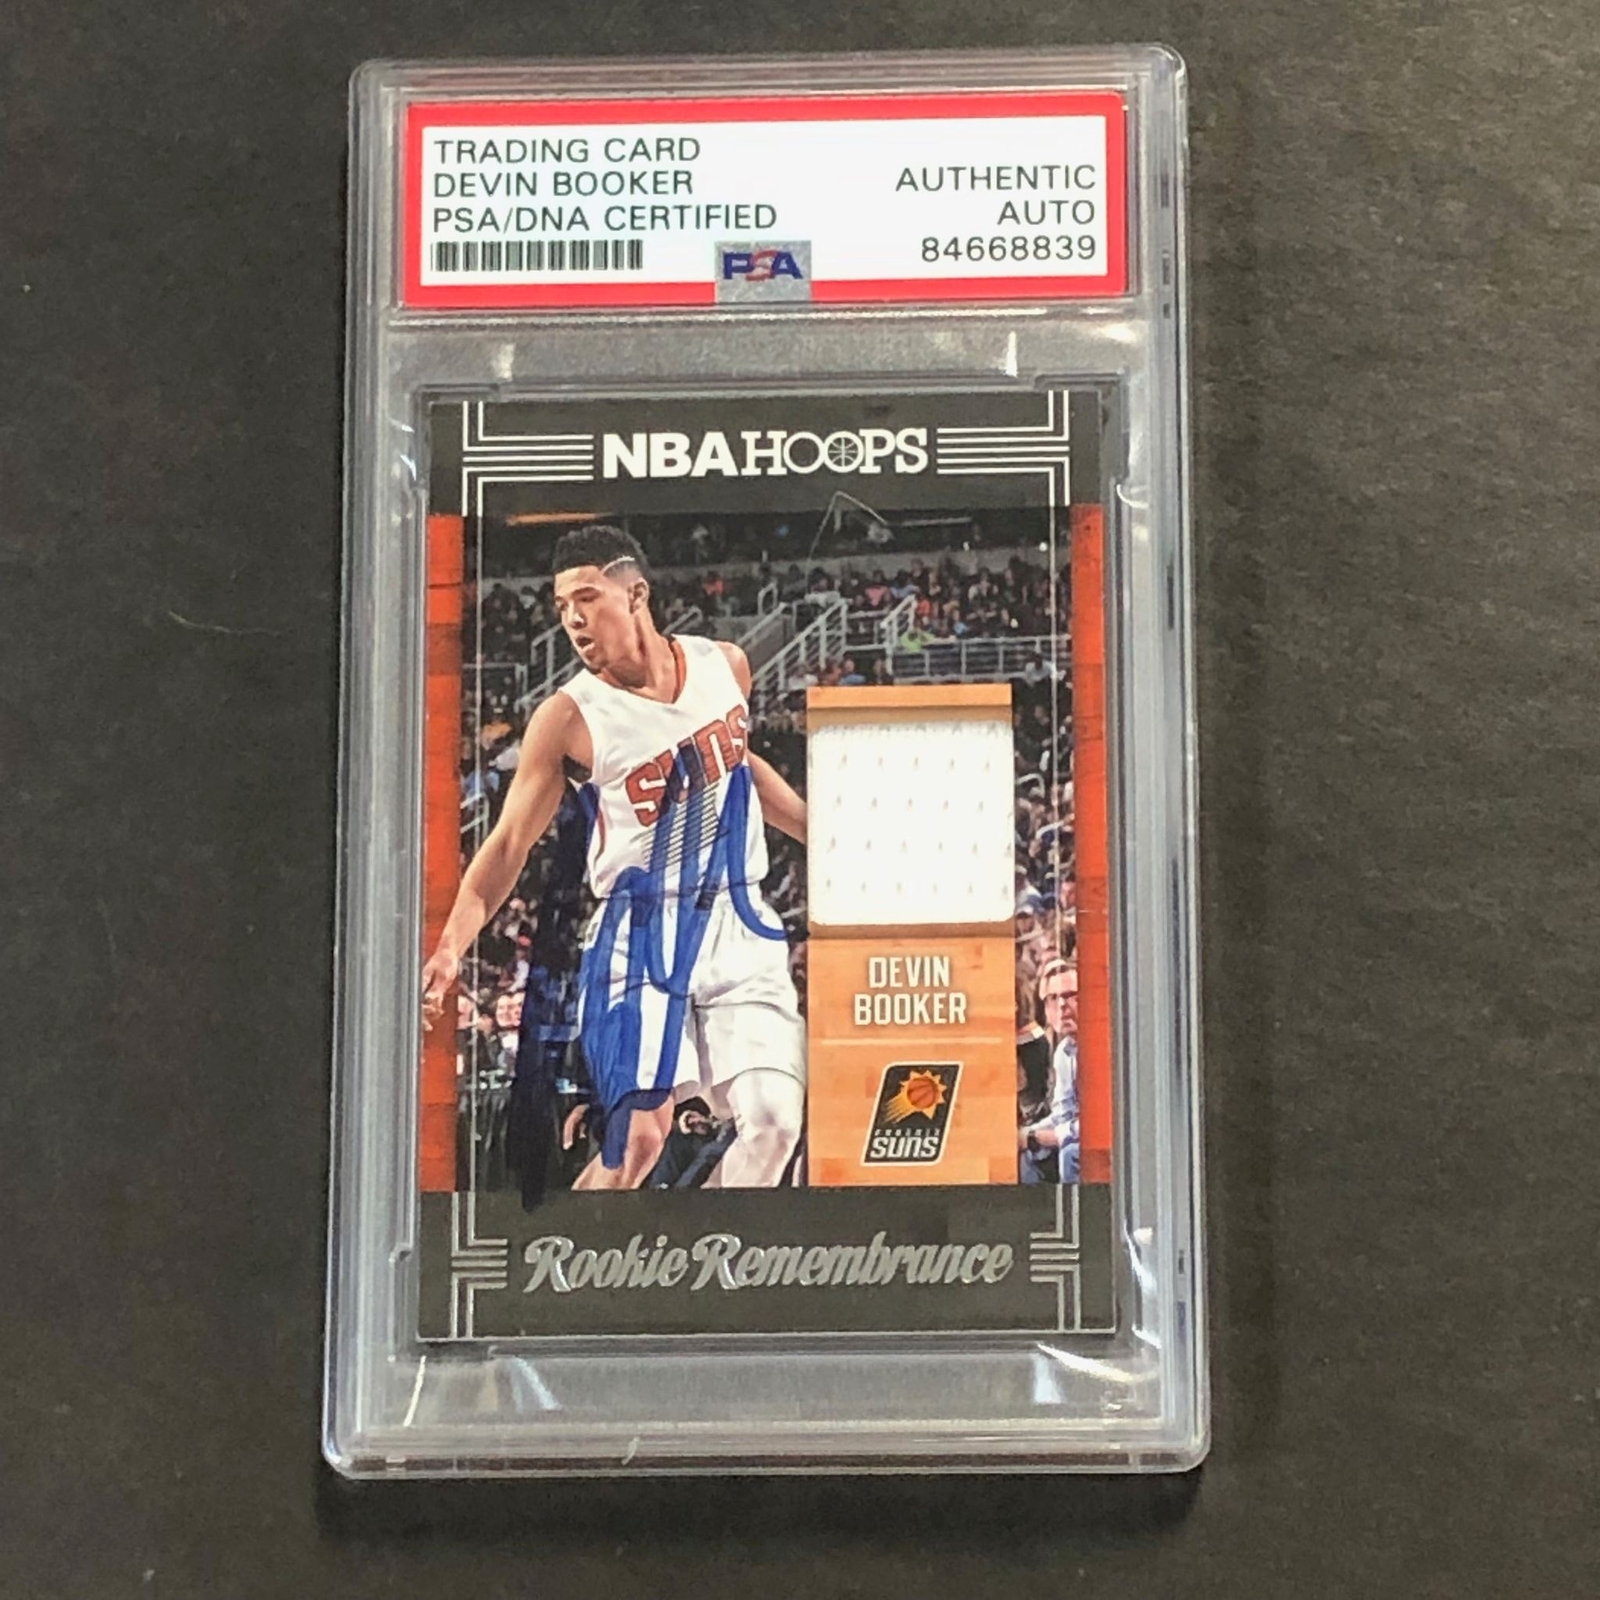 TRADING CARD
DEVIN BOOKER
PSA/DNA CERTIFIED
AUTHENTIC
AUTO
84668839
PSA
NBA HOOPS
SUNS
DEVIN
BOOKER
PHOENIX
SUNS
Rookie Remembrance